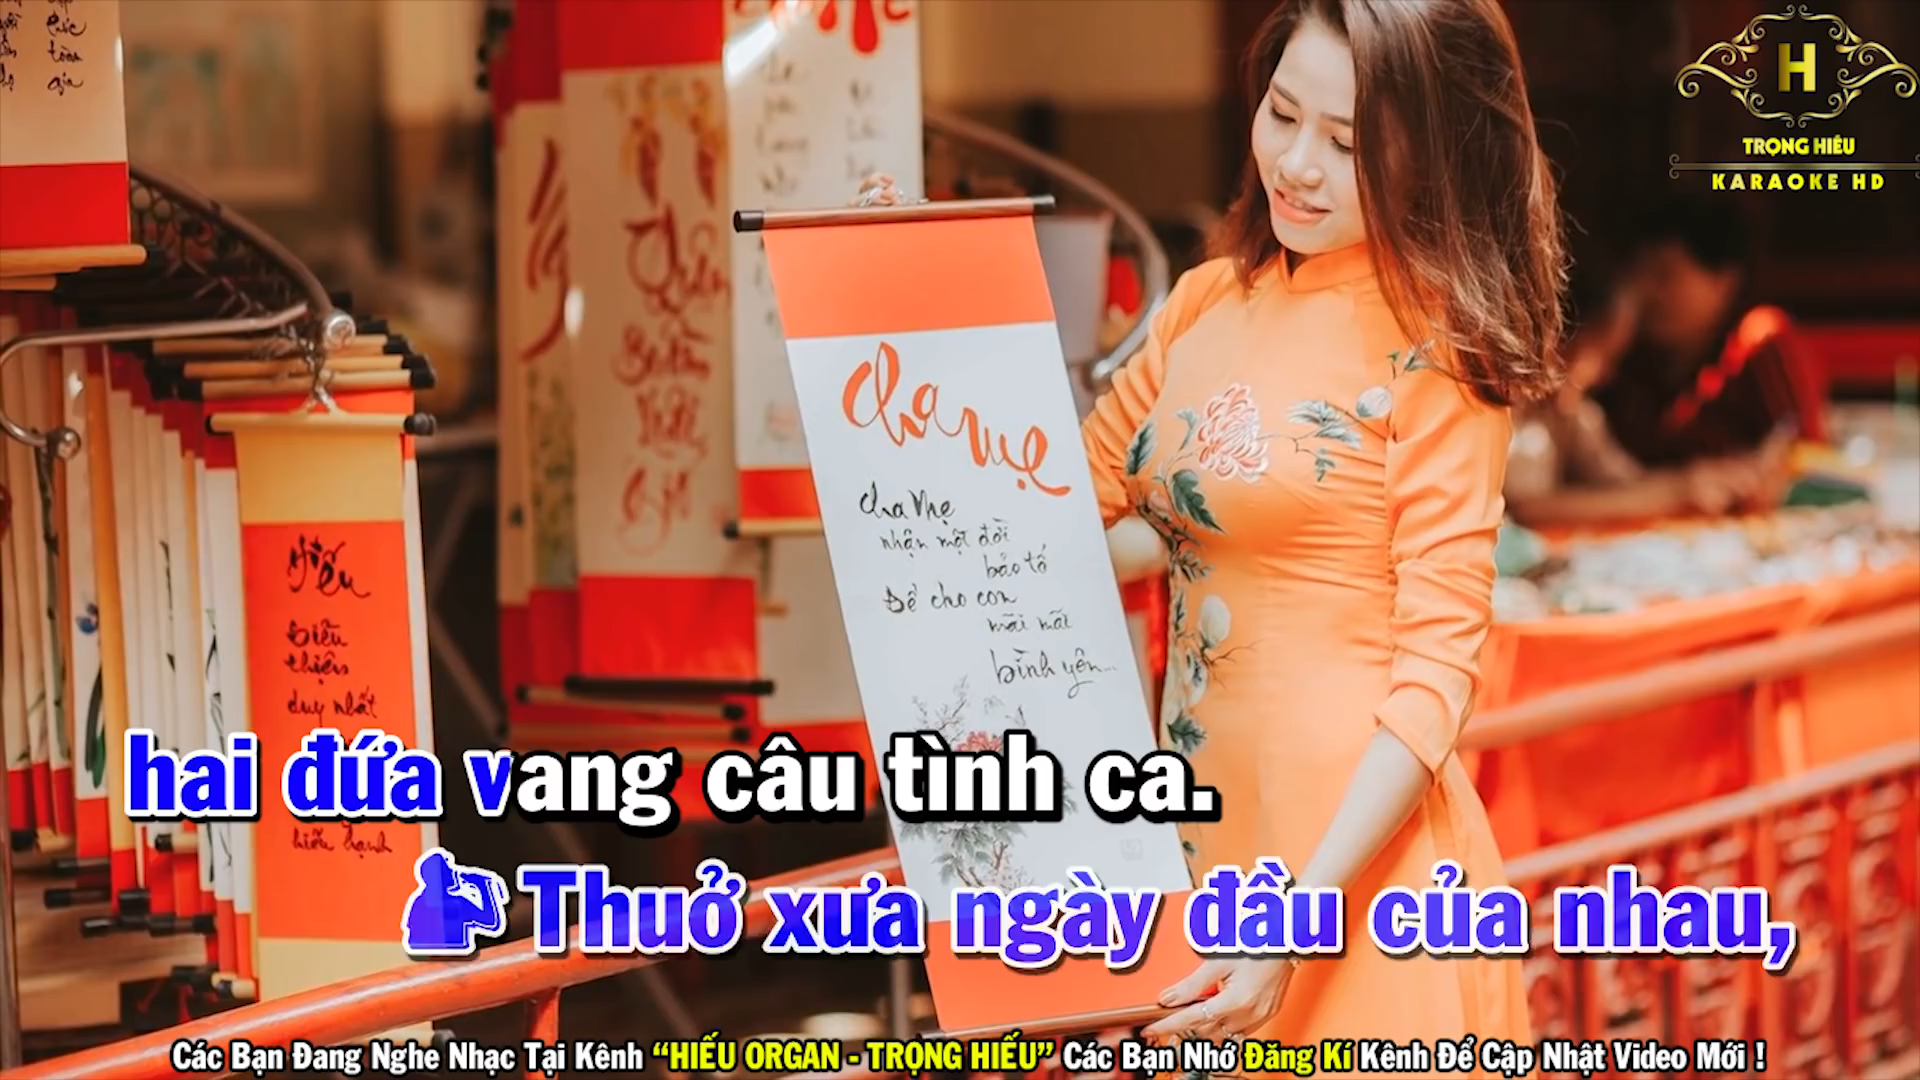 H
TRỌNG HIẾU
KARAOKE HD
cha mẹ
cha mẹ
nhận một đời
bão tố
Để cho con
mãi mãi
bình yên...
Hiếu
duy nhất
hai đứa vang câu tình ca.
Thuở xưa ngày đầu của nhau,
Các Bạn Đang Nghe Nhạc Tại Kênh “HIẾU ORGAN - TRỌNG HIẾU” Các Bạn Nhớ Đăng Kí Kênh Để Cập Nhật Video Mới !